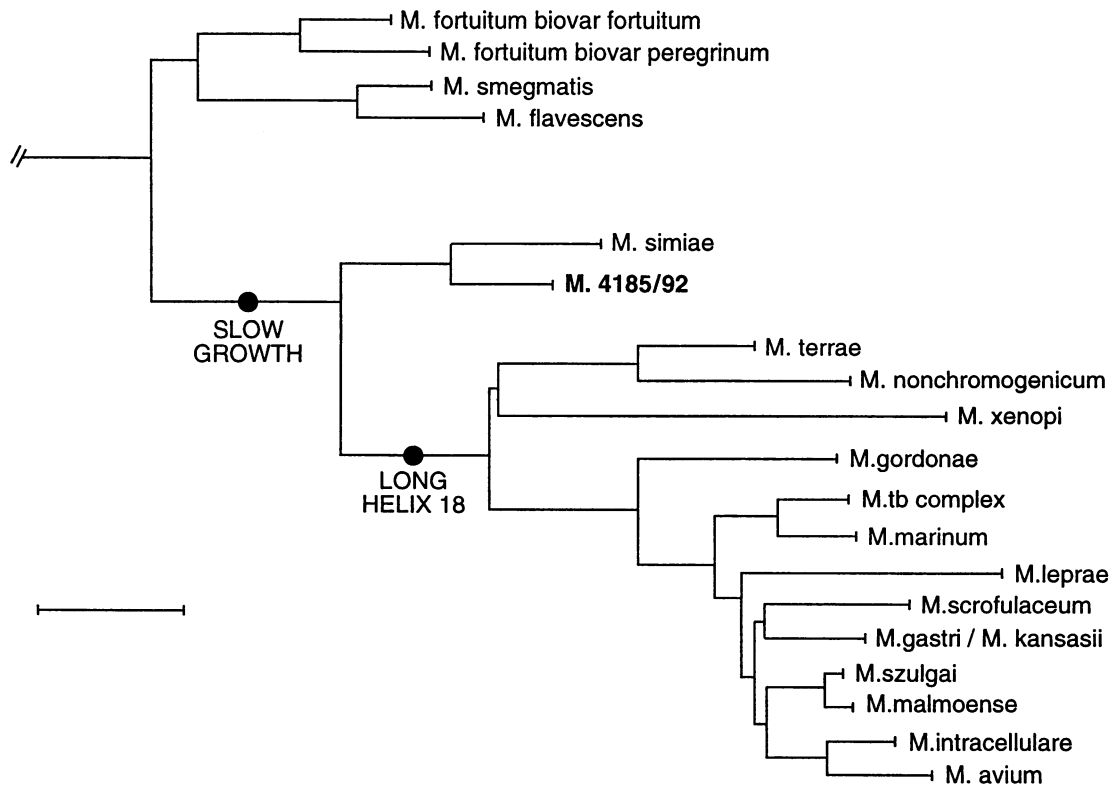 M. fortuitum biovar fortuitum
M. fortuitum biovar peregrinum
M. smegmatis
M. flavescens
M. simiae
M. 4185/92
SLOW
GROWTH
M. terrae
M. nonchromogenicum
M. xenopi
LONG
HELIX 18
M.gordonae
M.tb complex
M.marinum
M.leprae
M.scrofulaceum
M.gastri / M. kansasii
M.szulgai
M.malmoense
M.intracellulare
M. avium